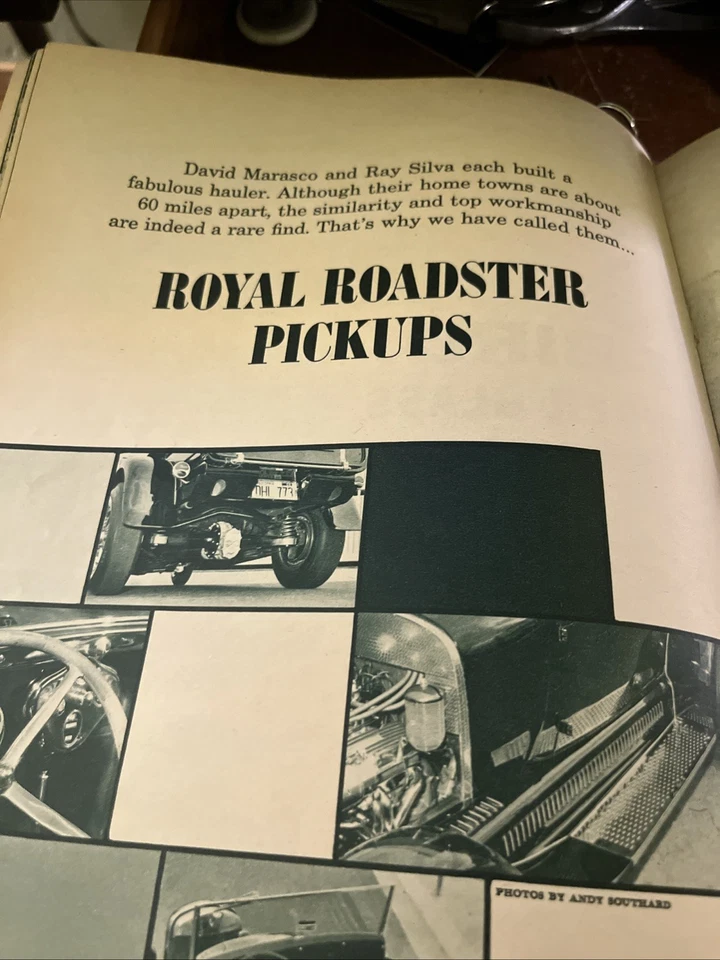 David Marasco and Ray Silva each built a
fabulous hauler. Although their home towns are about
60 miles apart, the similarity and top workmanship
are indeed a rare find. That's why we have called them...
ROYAL ROADSTER
PICKUPS
DHL 773
PHOTOS BY ANDY SOUTHARD